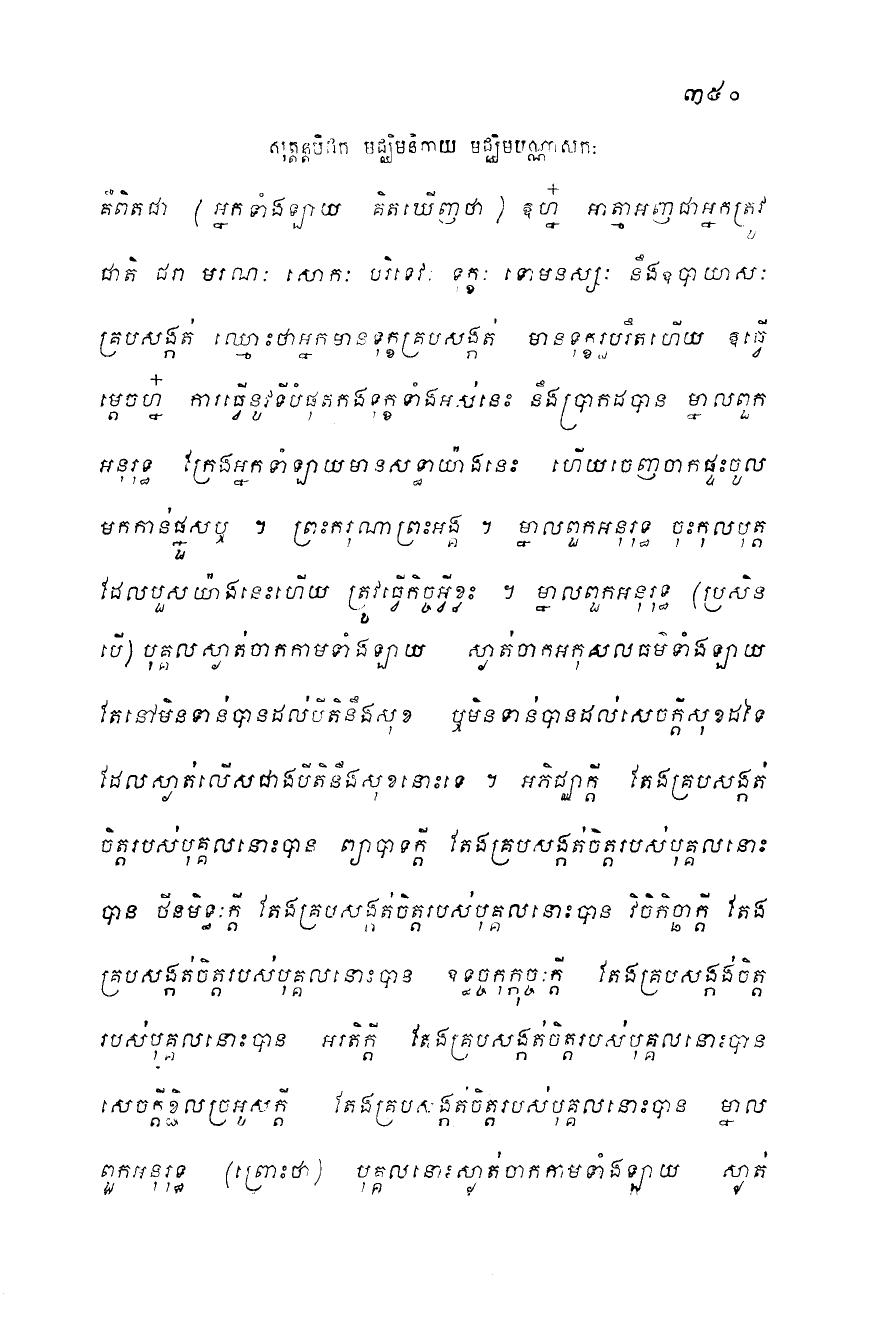 ៣៥០
សុត្តន្តបិដក មជ្ឈិមនិកាយ មជ្ឈិមបណ្ណាសកៈ
តំពិតជា (អ្នកទាំងឡាយ គិតឃើញថា) ឧហ្ន៎ អាត្មាអញជាអ្នកត្រូវ
ជាតិ ជរា មរណៈ សោកៈ បរិទេវៈ ទុក្ខៈ ទោមនស្សៈ នឹងឧបាយាសៈ
គ្របសង្កត់ ឈ្មោះថាអ្នកមានទុក្ខគ្របសង្កត់ មានទុក្ខរួបរឹតហើយ ឧធ្វើ
ម្តេចហ្ន៎ ការធ្វើនូវទីបំផុតកងទុក្ខទាំងអស់នេះ នឹងប្រាកដបាន ម្នាលពួក
អនុរុទ្ធ ក្រែងអ្នកទាំឡាយមានសទ្ធាយ៉ាងនេះ ហើយចេញចាកផ្ទះចូល
មកកាន់ផ្នួសឬ ។ ព្រះករុណាព្រះអង្គ ។ ម្នាលពួកអនុរុទ្ធ ចុះកុលបុត្ត
ដែលបួសយ៉ាងនេះហើយ ត្រូវធ្វើកិច្ចអ្វីខ្លះ ។ ម្នាលពួកអនុរុទ្ធ (ប្រសិន
បើ) បុគ្គលស្ងាត់ចាកកាមទាំងឡាយ ស្ងាត់ចាកអកុសលធម៌ទាំងឡាយ
តែនៅមិនទាន់បានដល់បីតិនឹងសុខ ឬមិនទាន់បានដល់សេចក្តីសុខដទៃ
ដែលស្ងាត់លើសជាងបីតិនឹងសុខនោះទេ ។ អភិជ្ឈាក្តី តែងគ្របសង្កត់
ចិត្តរបស់បុគ្គលនោះបាន ព្យាបាទក្តី តែងគ្របសង្កត់ចិត្តរបស់បុគ្គលនោះ
បាន ថីនមិទ្ធៈក្តី តែងគ្របសង្កត់ចិត្តរបស់បុគ្គលនោះបាន វិចិកិច្ឆាក្តី តែង
គ្របសង្កត់ចិត្តរបស់បុគ្គលនោះបាន ឧទ្ធច្ចកុក្កុច្ចៈក្តី តែងគ្របសង្កង់ចិត្ត
របស់បុគ្គលនោះបាន អរតិក្តី តែងគ្របសង្កត់ចិត្តរបស់បុគ្គលនោះបាន
សេចក្តីខ្ជិលច្រអូសក្តី តែងគ្របសង្កត់ចិត្តរបស់បុគ្គលនោះបាន ម្នាល
ពួកអនុរុទ្ធ (ព្រោះថា) បុគ្គលនោះស្ងាត់ចាកកាមទាំងឡាយ ស្ងាត់